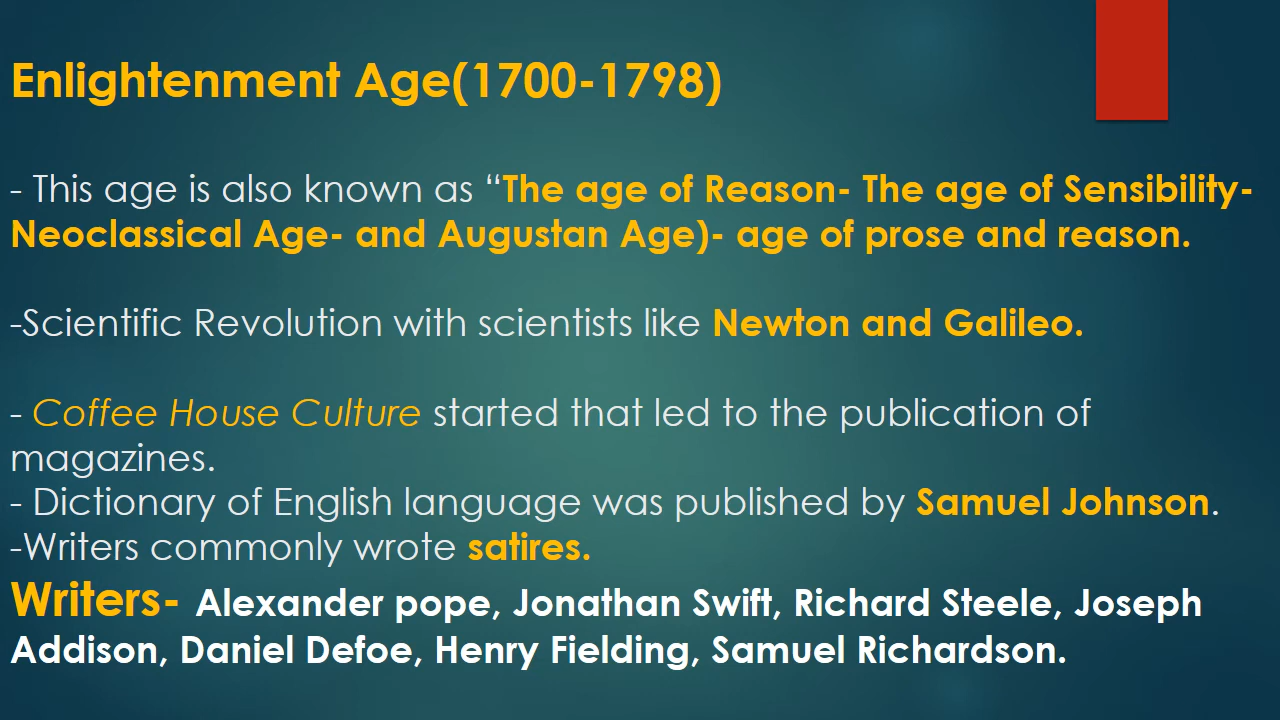 Enlightenment Age(1700-1798)
- This age is also known as “The age of Reason- The age of Sensibility-
Neoclassical Age- and Augustan Age)- age of prose and reason.
-Scientific Revolution with scientists like Newton and Galileo.
- Coffee House Culture started that led to the publication of
magazines.
- Dictionary of English language was published by Samuel Johnson.
-Writers commonly wrote satires.
Writers- Alexander pope, Jonathan Swift, Richard Steele, Joseph
Addison, Daniel Defoe, Henry Fielding, Samuel Richardson.